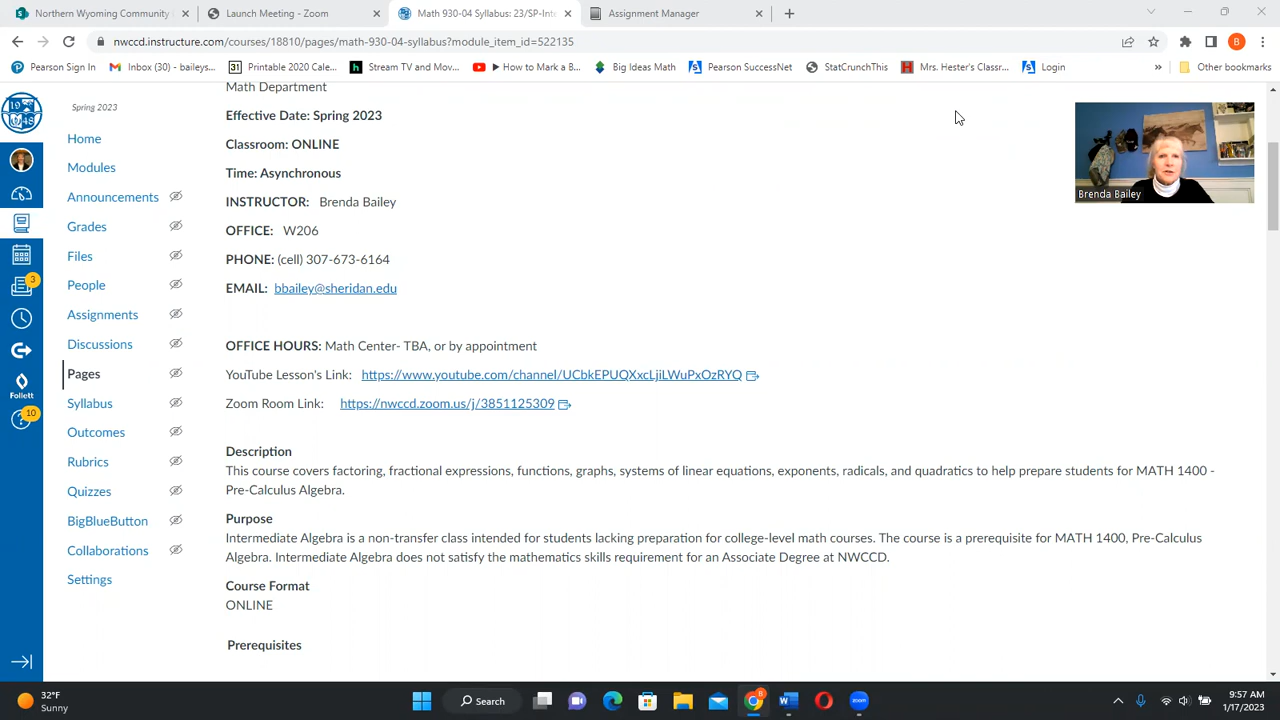 Northern Wyoming Community
Launch Meeting - Zoom
Math 930-04 Syllabus: 23/SP-Inte
Assignment Manager
nwccd.instructure.com/courses/18810/pages/math-930-04-syllabus?module_item_id=522135
B
Pearson Sign In
Inbox (30) - baileys...
31 Printable 2020 Cale...
h Stream TV and Mov...
► How to Mark a B...
Big Ideas Math
Pearson SuccessNet
StatCrunchThis
H Mrs. Hester's Classr...
Login
»
Other bookmarks
Spring 2023
Home
Modules
Announcements
Grades
Files
People
Assignments
Discussions
Pages
Syllabus
Outcomes
Rubrics
Quizzes
BigBlueButton
Collaborations
Settings
3
Follett
10
Math Department
Effective Date: Spring 2023
Classroom: ONLINE
Time: Asynchronous
INSTRUCTOR: Brenda Bailey
OFFICE: W206
PHONE: (cell) 307-673-6164
EMAIL: bbailey@sheridan.edu
OFFICE HOURS: Math Center- TBA, or by appointment
YouTube Lesson's Link: https://www.youtube.com/channel/UCbkEPUQXxcLjiLWuPxOzRYQ
Zoom Room Link: https://nwccd.zoom.us/j/3851125309
Description
This course covers factoring, fractional expressions, functions, graphs, systems of linear equations, exponents, radicals, and quadratics to help prepare students for MATH 1400 -
Pre-Calculus Algebra.
Purpose
Intermediate Algebra is a non-transfer class intended for students lacking preparation for college-level math courses. The course is a prerequisite for MATH 1400, Pre-Calculus
Algebra. Intermediate Algebra does not satisfy the mathematics skills requirement for an Associate Degree at NWCCD.
Course Format
ONLINE
Prerequisites
Brenda Bailey
32°F
Sunny
Search
zoom
9:57 AM
1/17/2023